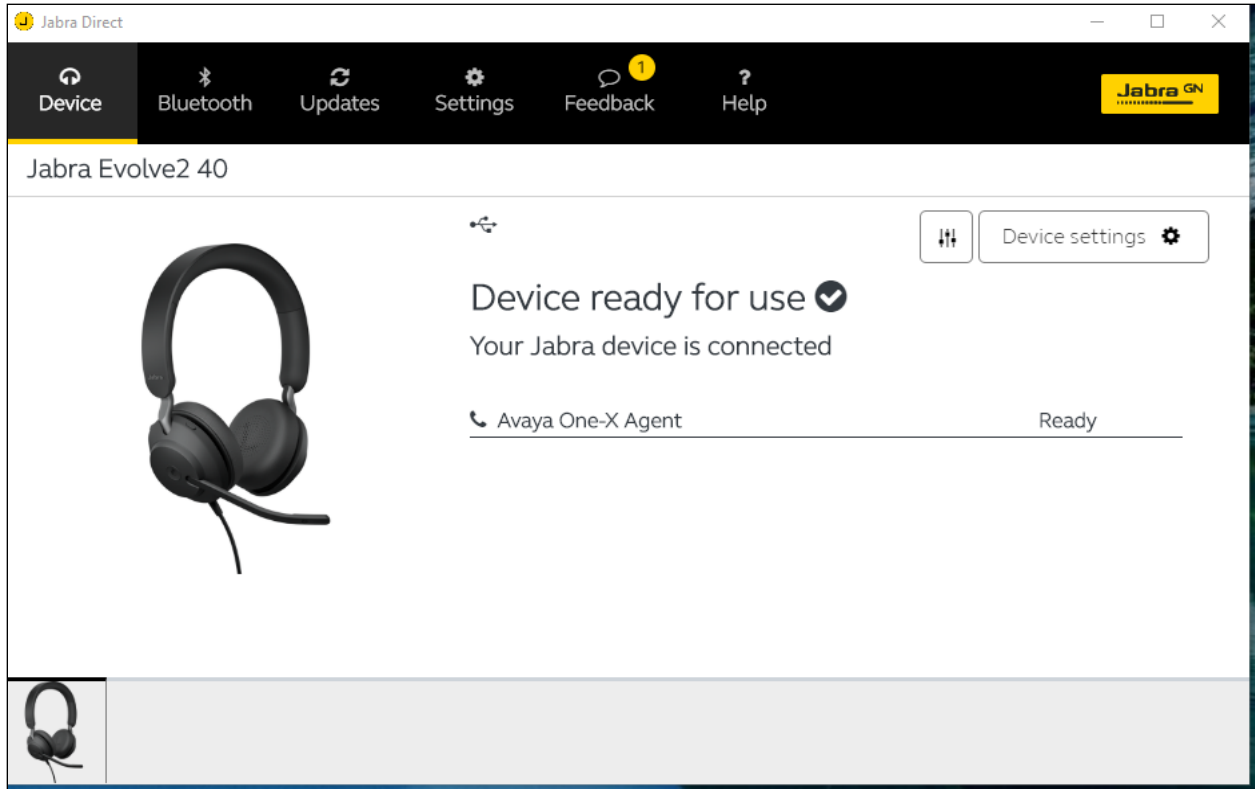 Jabra Direct
Device
Bluetooth
Updates
Settings
1
Feedback
?
Help
Jabra GN
Jabra Evolve2 40
Device settings
Device ready for use
Your Jabra device is connected
Avaya One-X Agent Ready